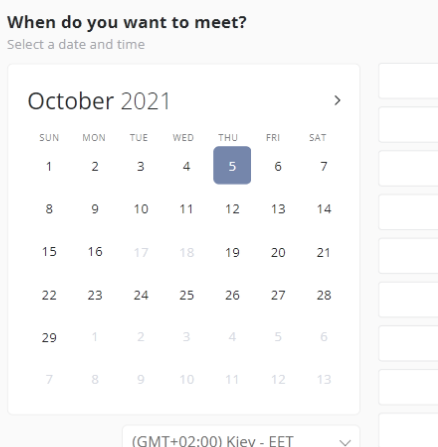 When do you want to meet?
Select a date and time
October 2021
SUN MON TUE WED THU FRI SAT
1 2 3 4 5 6 7
8 9 10 11 12 13 14
15 16 17 18 19 20 21
22 23 24 25 26 27 28
29 1 2 3 4 5 6
7 8 9 10 11 12 13
(GMT+02:00) Kiev - EET